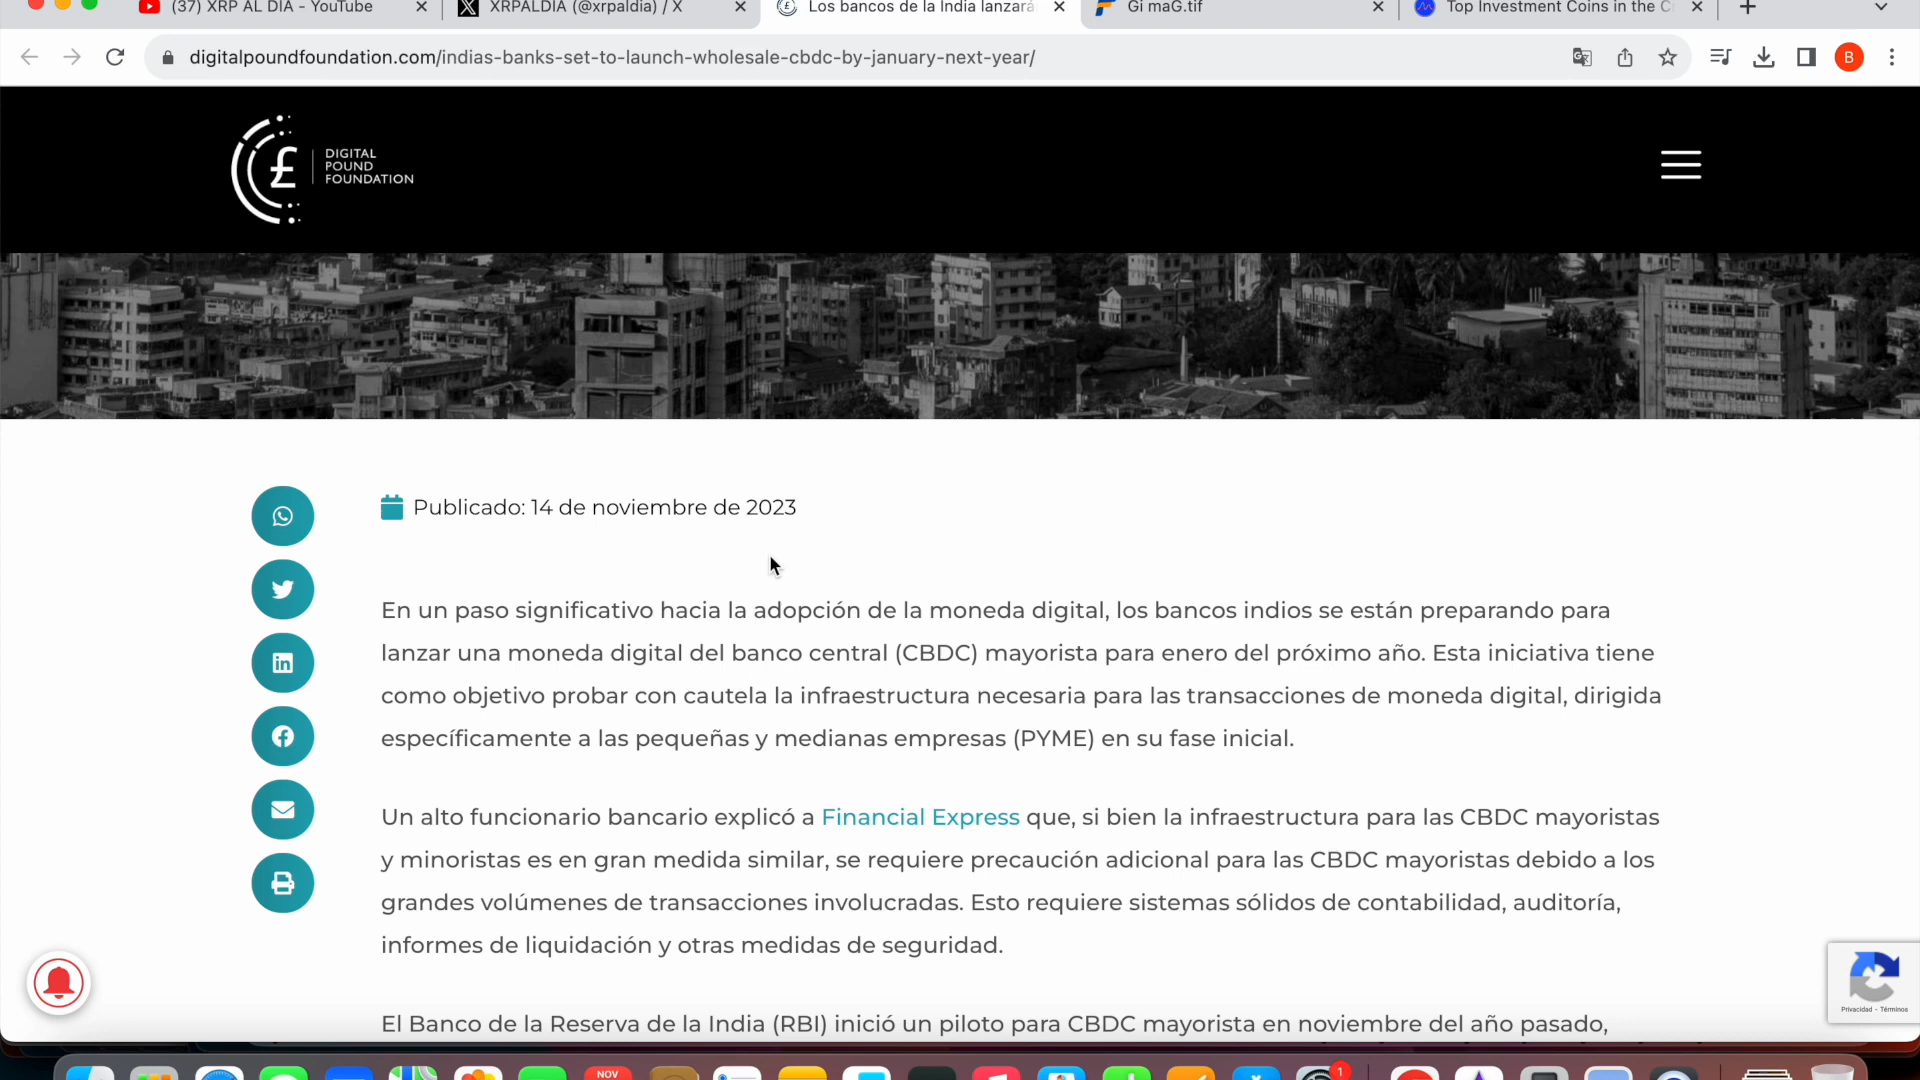 (37) XRP AL DIA - YouTube
XRPALDIA (@xrpaldia) / X
Los bancos de la India lanzará
Gi maG.tif
Top Investment Coins in the C
digitalpoundfoundation.com/indias-banks-set-to-launch-wholesale-cbdc-by-january-next-year/
B
£
DIGITAL
POUND
FOUNDATION
Publicado: 14 de noviembre de 2023
En un paso significativo hacia la adopción de la moneda digital, los bancos indios se están preparando para
lanzar una moneda digital del banco central (CBDC) mayorista para enero del próximo año. Esta iniciativa tiene
como objetivo probar con cautela la infraestructura necesaria para las transacciones de moneda digital, dirigida
específicamente a las pequeñas y medianas empresas (PYME) en su fase inicial.
Un alto funcionario bancario explicó a Financial Express que, si bien la infraestructura para las CBDC mayoristas
y minoristas es en gran medida similar, se requiere precaución adicional para las CBDC mayoristas debido a los
grandes volúmenes de transacciones involucradas. Esto requiere sistemas sólidos de contabilidad, auditoría,
informes de liquidación y otras medidas de seguridad.
El Banco de la Reserva de la India (RBI) inició un piloto para CBDC mayorista en noviembre del año pasado,
Privacidad - Términos
NOV
1